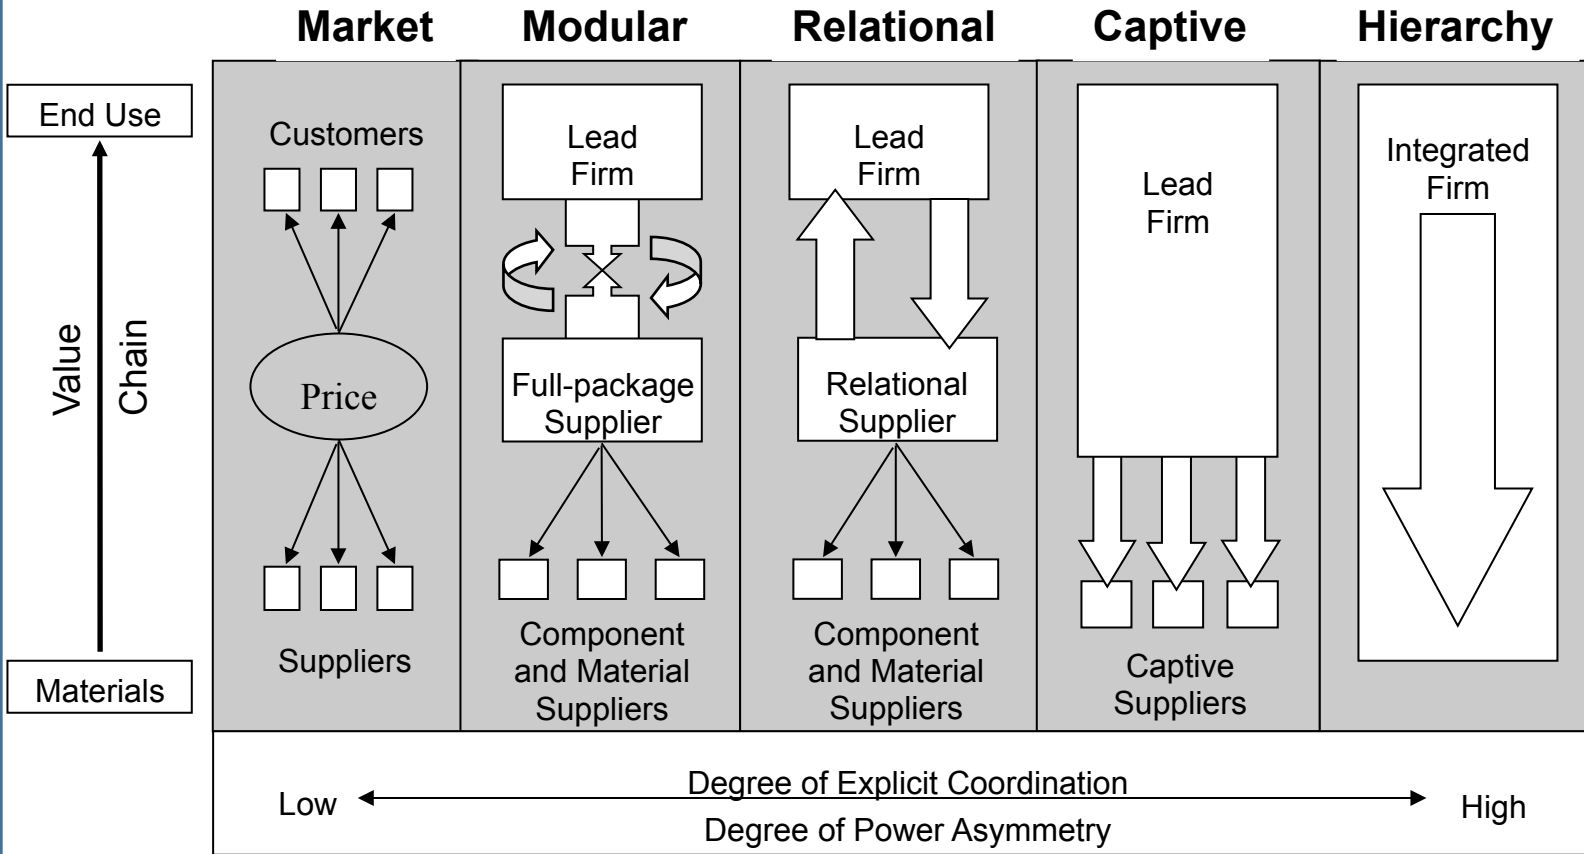 Market
Modular
Relational
Captive
Hierarchy
End Use
Value
Chain
Materials
Customers
Price
Suppliers
Lead
Firm
Full-package
Supplier
Component
and Material
Suppliers
Lead
Firm
Relational
Supplier
Component
and Material
Suppliers
Lead
Firm
Captive
Suppliers
Integrated
Firm
Low
Degree of Explicit Coordination
Degree of Power Asymmetry
High